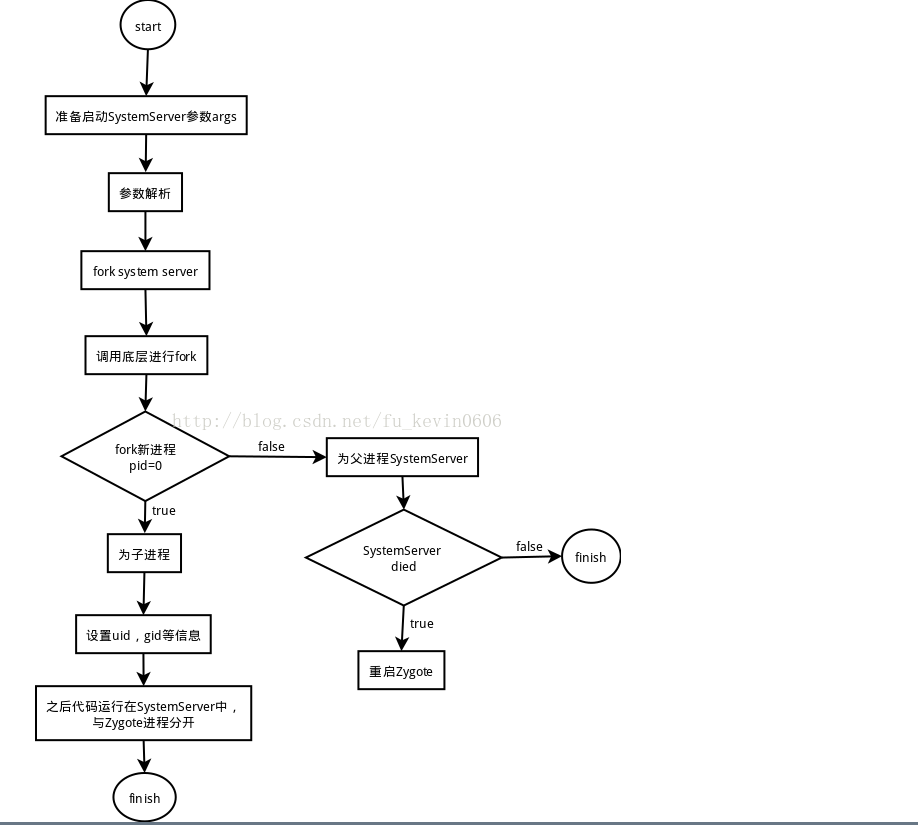 start
准备启动SystemServer参数args
参数解析
fork system server
调用底层进行fork
http://blog.csdn.net/fu_kevin0606
fork新进程
pid=0
false
为父进程SystemServer
true
为子进程
SystemServer
died
false
finish
true
重启Zygote
设置uid，gid等信息
之后代码运行在SystemServer中，
与Zygote进程分开
finish